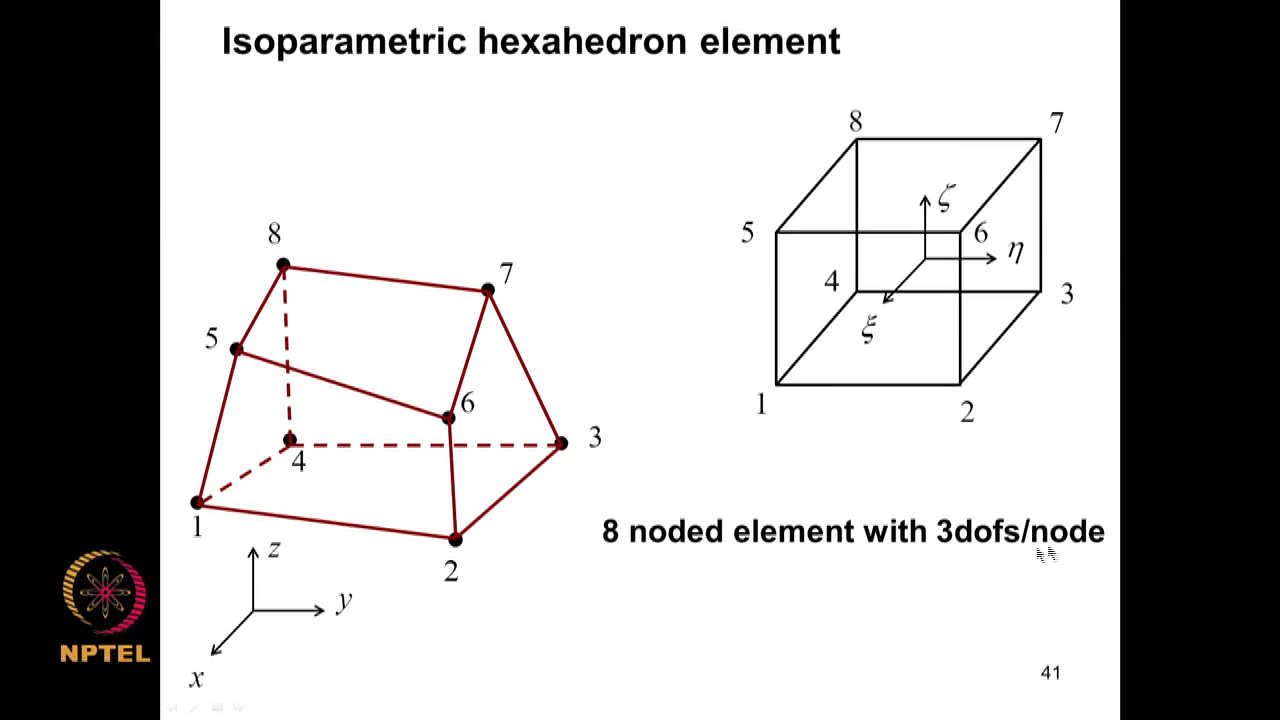 Isoparametric hexahedron element
8
7
ζ
5
6
η
4
3
ξ
1
2
8
7
5
6
3
4
1
2
8 noded element with 3dofs/node
z
y
x
NPTEL
41